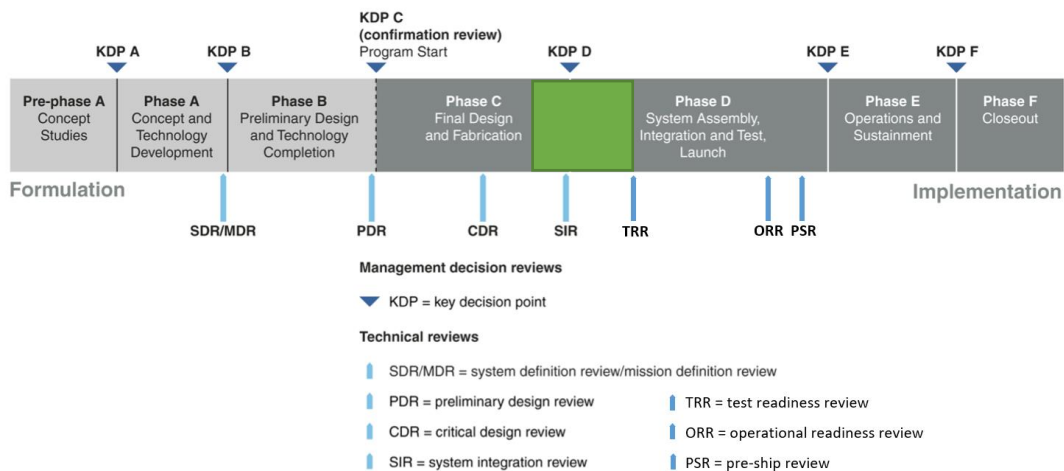 KDP A
KDP B
KDP C
(confirmation review)
Program Start
KDP D
KDP E
KDP F
Pre-phase A
Concept
Studies
Phase A
Concept and
Technology
Development
Phase B
Preliminary Design
and Technology
Completion
Phase C
Final Design
and Fabrication
Phase D
System Assembly,
Integration and Test,
Launch
Phase E
Operations and
Sustainment
Phase F
Closeout
Formulation
Implementation
SDR/MDR
PDR
CDR
SIR
TRR
ORR
PSR
Management decision reviews
KDP = key decision point
Technical reviews
SDR/MDR = system definition review/mission definition review
PDR = preliminary design review
CDR = critical design review
SIR = system integration review
TRR = test readiness review
ORR = operational readiness review
PSR = pre-ship review